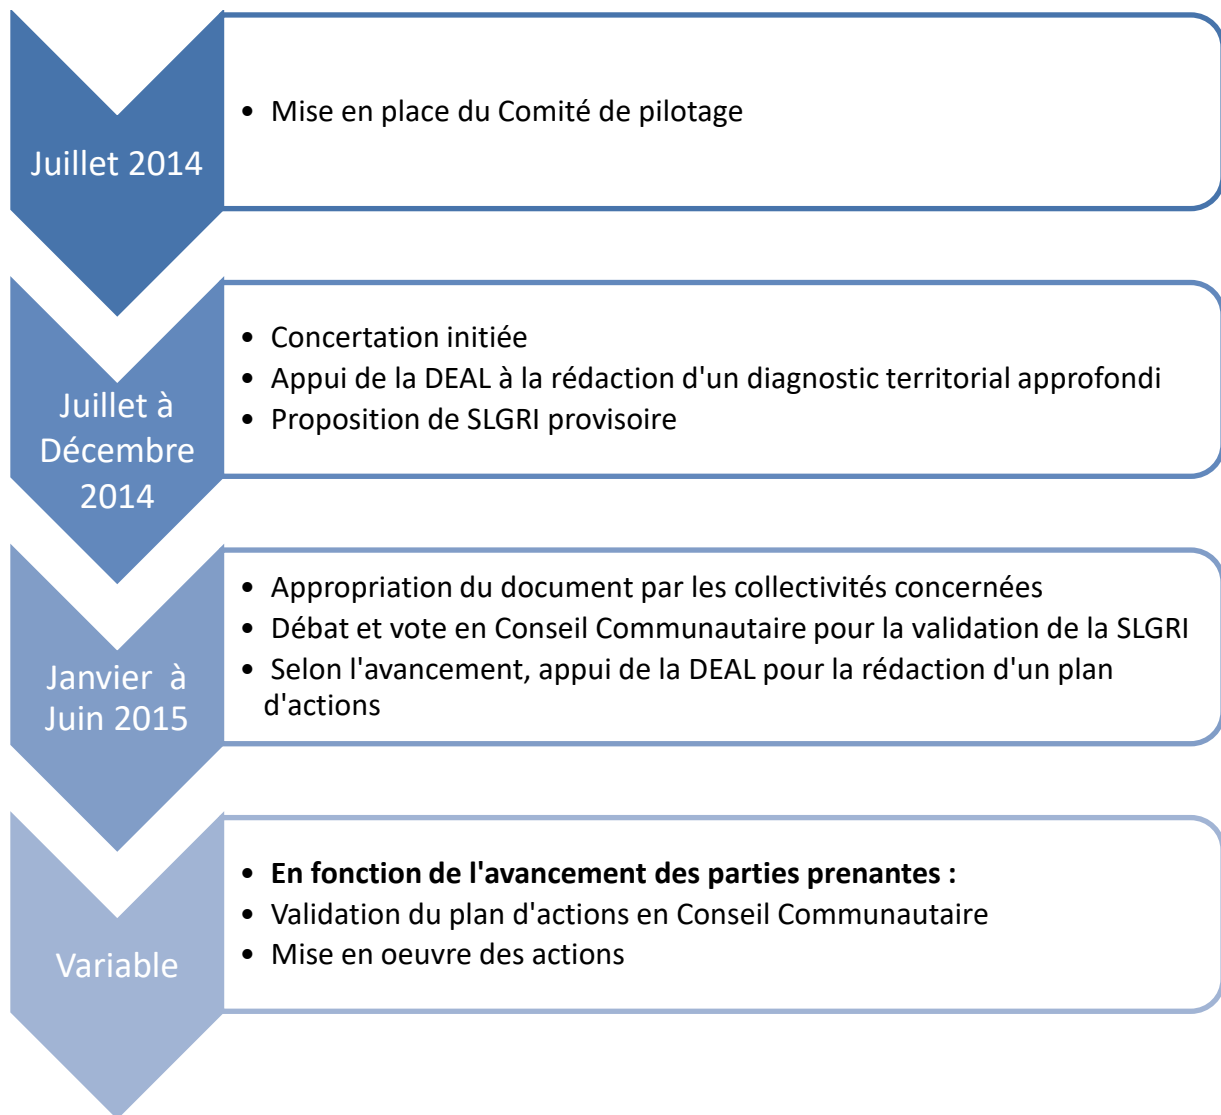 Juillet 2014
• Mise en place du Comité de pilotage
Juillet à
Décembre
2014
• Concertation initiée
• Appui de la DEAL à la rédaction d'un diagnostic territorial approfondi
• Proposition de SLGRI provisoire
Janvier à
Juin 2015
• Appropriation du document par les collectivités concernées
• Débat et vote en Conseil Communautaire pour la validation de la SLGRI
• Selon l'avancement, appui de la DEAL pour la rédaction d'un plan
d'actions
Variable
• En fonction de l'avancement des parties prenantes :
• Validation du plan d'actions en Conseil Communautaire
• Mise en oeuvre des actions